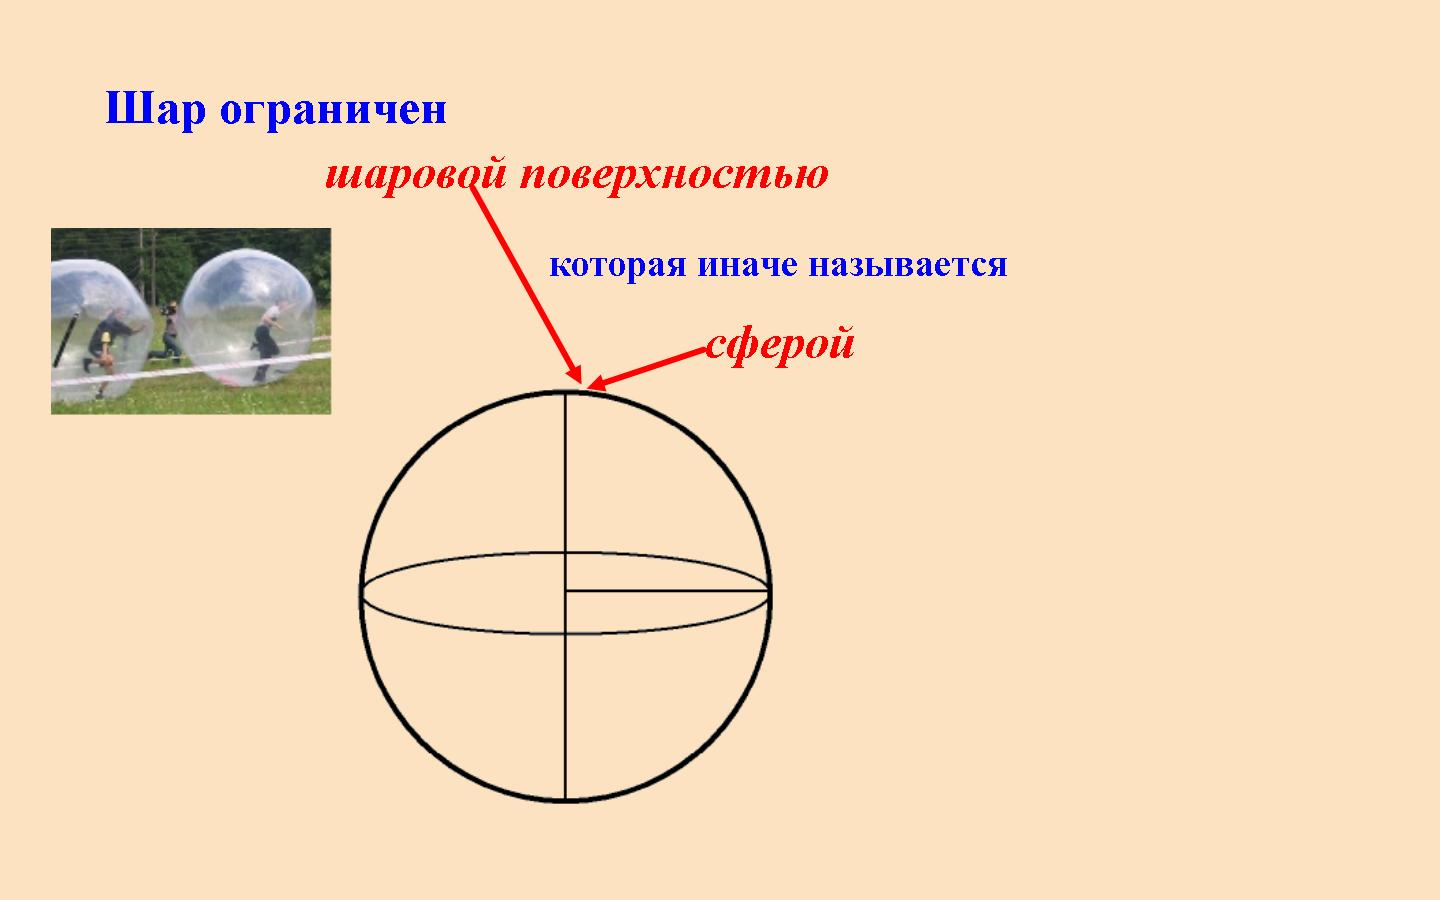 Шар ограничен
шаровой поверхностью
которая иначе называется
сферой